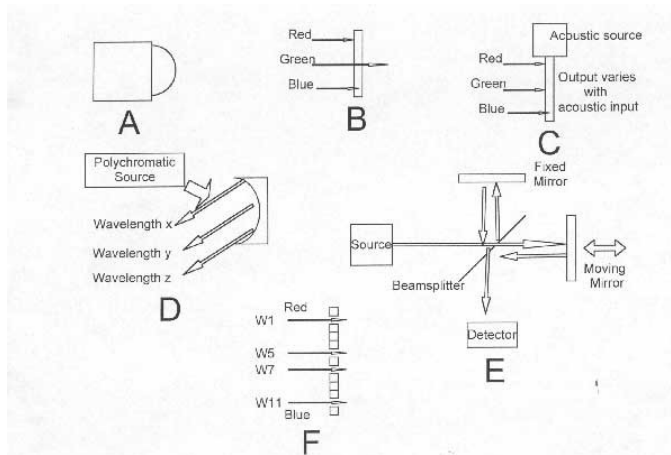 A
Red
Green
Blue
B
Acoustic source
Red
Green
Blue
Output varies
with
acoustic input
C
Polychromatic
Source
Wavelength x
Wavelength y
Wavelength z
D
Fixed
Mirror
Source
Beamsplitter
Moving
Mirror
Detector
E
Red
W1
W5
W7
W11
Blue
F